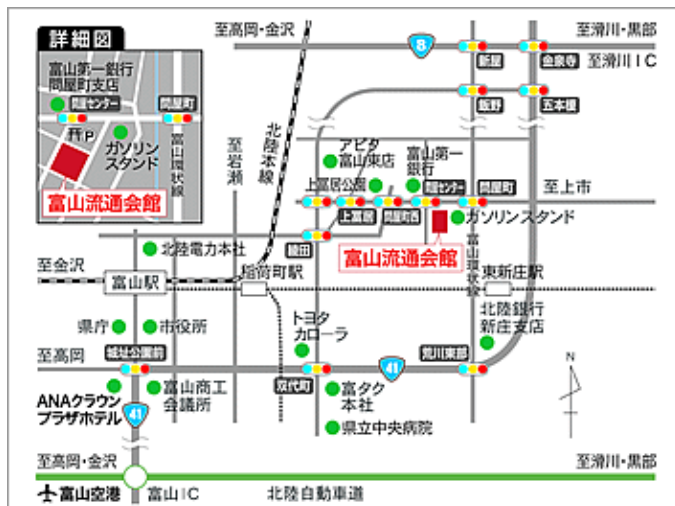 詳細図
富山第一銀行
問屋町支店
問屋センター
問屋町
P
ガソリン
スタンド
富山環状線
富山流通会館
至高岡・金沢
8
新屋
金泉寺
至滑川・黒部
至滑川IC
飯野
五本榎
北陸本線
至岩瀬
アピタ
富山東店
富山第一
銀行
上冨居公園
問屋センター
問屋町
至上市
上冨居
問屋町西
ガソリンスタンド
綾田
富山流通会館
富山環状線
北陸電力本社
至金沢
富山駅
稲荷町駅
東新庄駅
県庁
市役所
トヨタ
カローラ
北陸銀行
新庄支店
至高岡
城址公園前
双代町
41
荒川東部
N
ANAクラウン
プラザホテル
富山商工
会議所
富タク
本社
41
県立中央病院
至高岡・金沢
至滑川・黒部
富山空港
富山IC
北陸自動車道